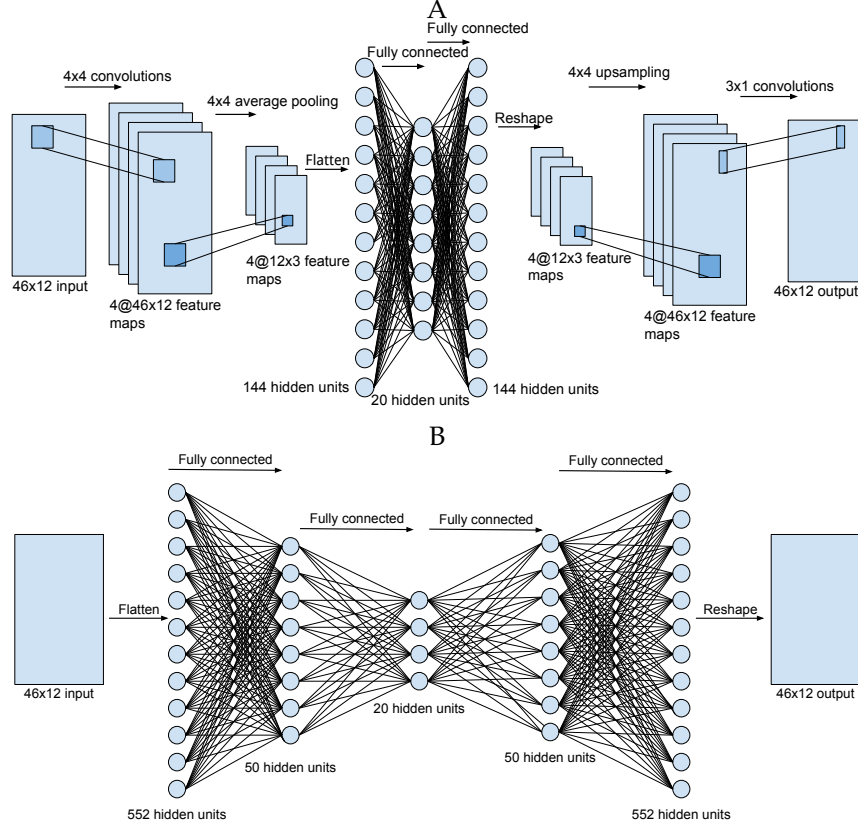 A
Fully connected
Fully connected
4x4 convolutions
4x4 upsampling
3x1 convolutions
4x4 average pooling
Reshape
Flatten
46x12 input
4@46x12 feature
maps
4@12x3 feature
maps
4@12x3 feature
maps
4@46x12 feature
maps
46x12 output
144 hidden units
20 hidden units
144 hidden units
B
Fully connected
Fully connected
Fully connected
Fully connected
Flatten
Reshape
46x12 input
46x12 output
20 hidden units
50 hidden units
50 hidden units
552 hidden units
552 hidden units